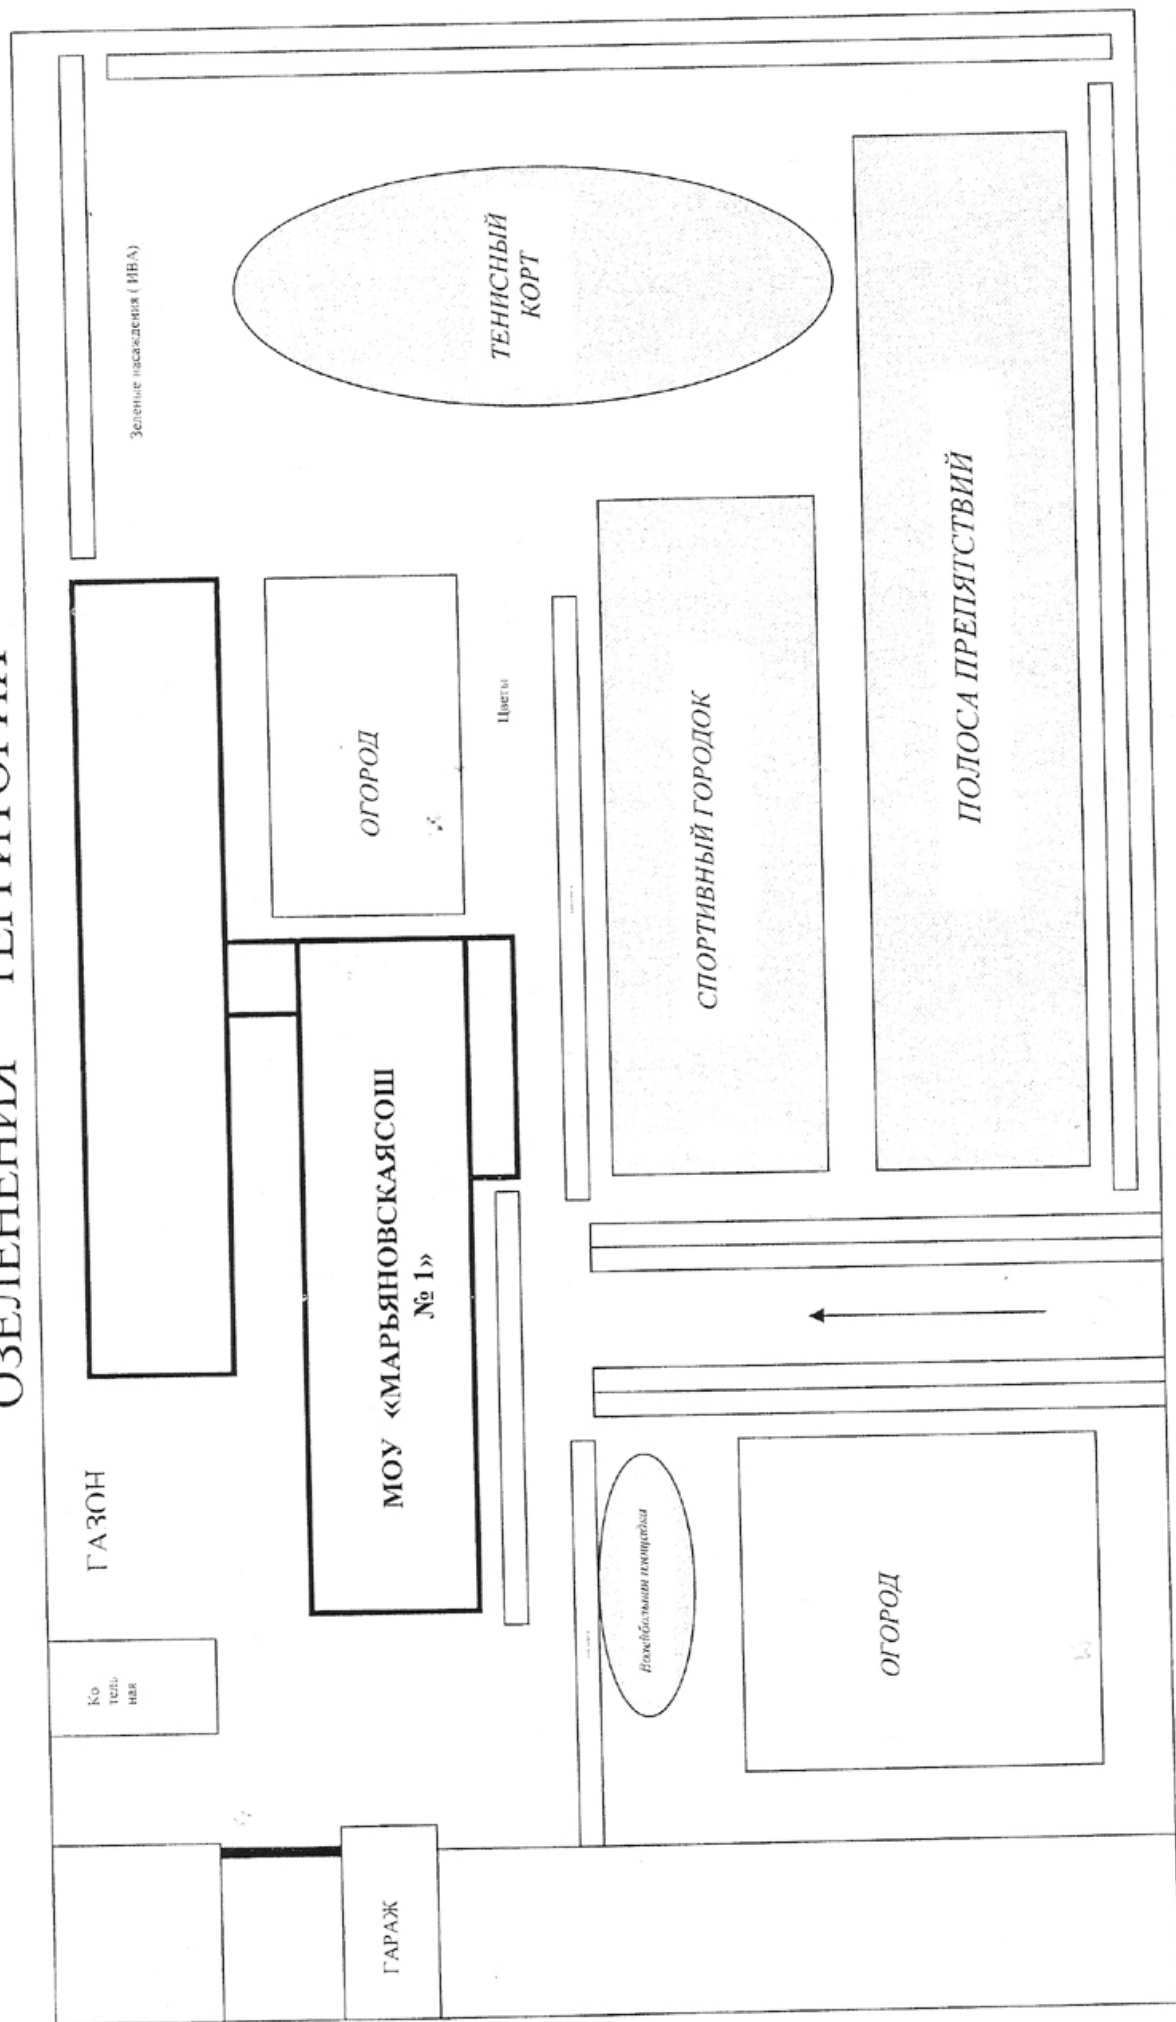 ОЗЕЛЕНЕНИЯ ТЕРРИТОРИИ
ГАЗОН
Ко
тель
ная
Зеленые насаждения ( ИВА)
ГАРАЖ
МОУ «МАРЬЯНОВСКАЯСОШ
№ 1»
ОГОРОД
Цветы
ТЕНИСНЫЙ
КОРТ
Волейбольная площадка
СПОРТИВНЫЙ ГОРОДОК
ОГОРОД
ПОЛОСА ПРЕПЯТСТВИЙ